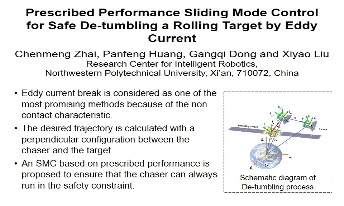 Prescribed Performance Sliding Mode Control
for Safe De-tumbling a Rolling Target by Eddy
Current
Chenmeng Zhai, Panfeng Huang, Gangqi Dong and Xiyao Liu
Research Center for Intelligent Robotics,
Northwestern Polytechnical University, Xi'an, 710072, China
• Eddy current break is considered as one of the
most promising methods because of the non
contact characteristic
• The desired trajectory is calculated with a
perpendicular configuration between the
chaser and the target
• An SMC based on prescribed performance is
proposed to ensure that the chaser can always
run in the safety constraint.
Schematic diagram of
De-tumbling process